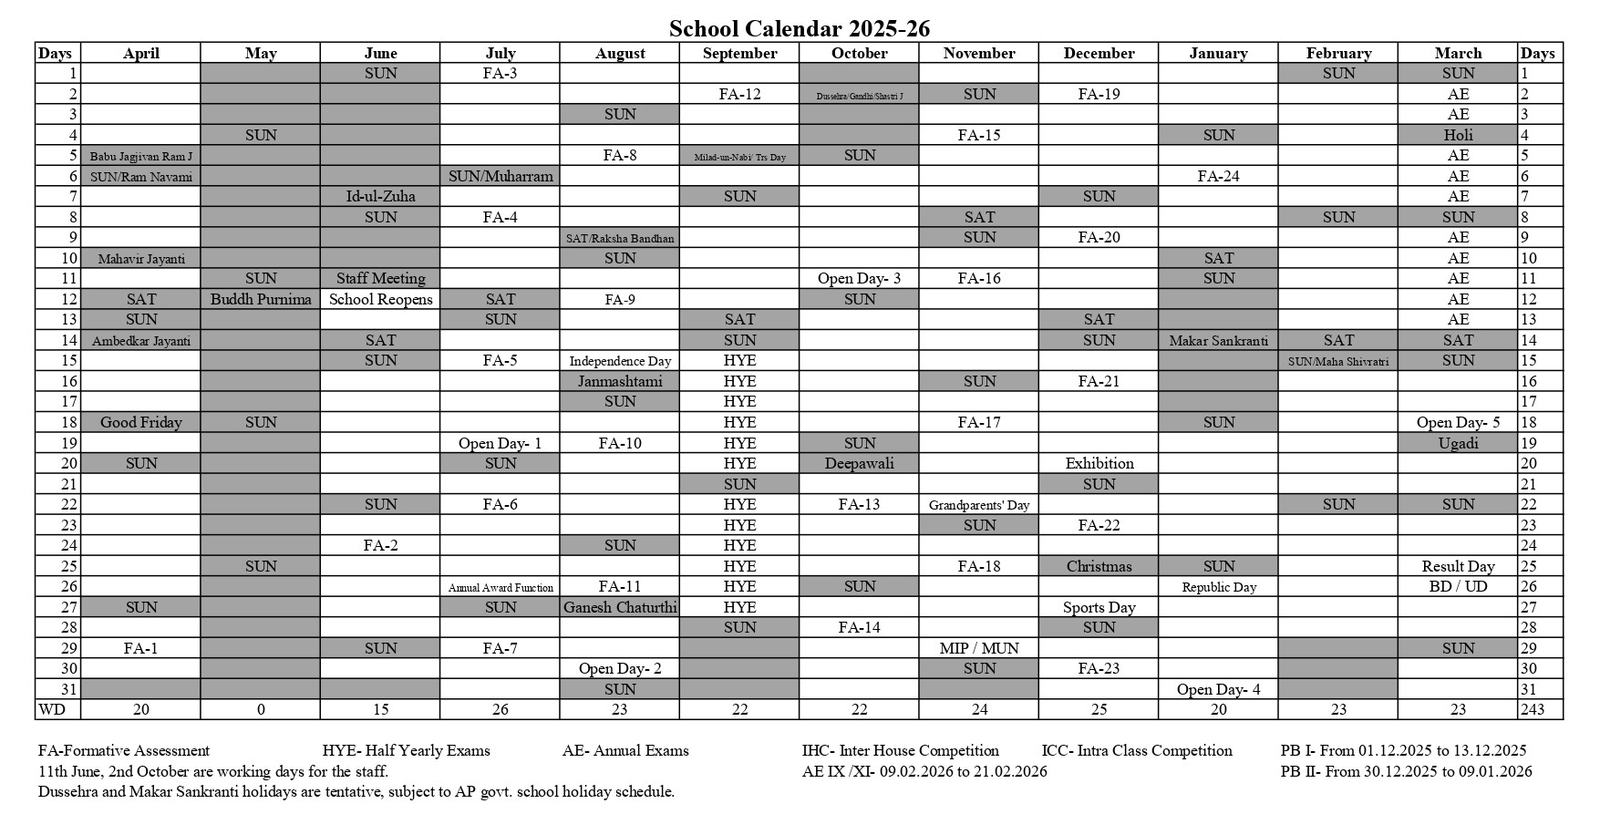 School Calendar 2025-26
Days April May June July August September October November December January February March Days
1 SUN FA-3 SUN SUN 1
2 FA-12 Dussehra/Gandhi/Shastri J SUN FA-19 AE 2
3 SUN AE 3
4 SUN FA-15 SUN Holi 4
5 Babu Jagjivan Ram J FA-8 Milad-un-Nabi/ Trs Day SUN AE 5
6 SUN/Ram Navami SUN/Muharram FA-24 AE 6
7 Id-ul-Zuha SUN SUN AE 7
8 SUN FA-4 SAT SUN SUN 8
9 SAT/Raksha Bandhan SUN FA-20 AE 9
10 Mahavir Jayanti SUN SAT AE 10
11 SUN Staff Meeting Open Day- 3 FA-16 SUN AE 11
12 SAT Buddh Purnima School Reopens SAT FA-9 SUN AE 12
13 SUN SUN SAT SAT AE 13
14 Ambedkar Jayanti SAT SUN SUN Makar Sankranti SAT SAT 14
15 SUN FA-5 Independence Day HYE SUN/Maha Shivratri SUN 15
16 Janmashtami HYE SUN FA-21 16
17 SUN HYE 17
18 Good Friday SUN HYE FA-17 SUN Open Day- 5 18
19 Open Day- 1 FA-10 HYE SUN Ugadi 19
20 SUN SUN HYE Deepawali Exhibition 20
21 SUN SUN 21
22 SUN FA-6 HYE FA-13 Grandparents' Day SUN SUN 22
23 HYE SUN FA-22 23
24 FA-2 SUN HYE 24
25 SUN HYE FA-18 Christmas SUN Result Day 25
26 Annual Award Function FA-11 HYE SUN Republic Day BD / UD 26
27 SUN SUN Ganesh Chaturthi HYE Sports Day 27
28 SUN FA-14 SUN 28
29 FA-1 SUN FA-7 MIP / MUN SUN 29
30 Open Day- 2 SUN FA-23 30
31 SUN Open Day- 4 31
WD 20 0 15 26 23 22 22 24 25 20 23 23 243
FA-Formative Assessment HYE- Half Yearly Exams AE- Annual Exams IHC- Inter House Competition ICC- Intra Class Competition PB I- From 01.12.2025 to 13.12.2025
11th June, 2nd October are working days for the staff. AE IX /XI- 09.02.2026 to 21.02.2026 PB II- From 30.12.2025 to 09.01.2026
Dussehra and Makar Sankranti holidays are tentative, subject to AP govt. school holiday schedule.